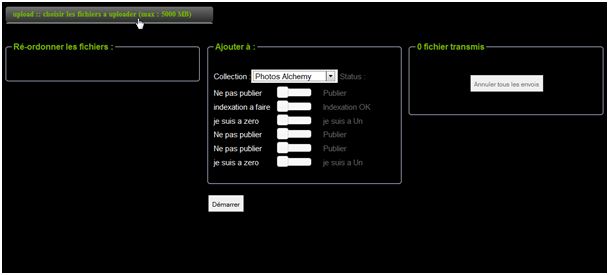 upload :: choisir les fichiers a uploader (max : 5000 MB)
Ré-ordonner les fichiers :
Ajouter à :
Collection : Photos Alchemy Status :
Ne pas publier Publier
indexation a faire Indexation OK
je suis a zero je suis a Un
Ne pas publier Publier
Ne pas publier Publier
je suis a zero je suis a Un
Démarrer
0 fichier transmis
Annuler tous les envois